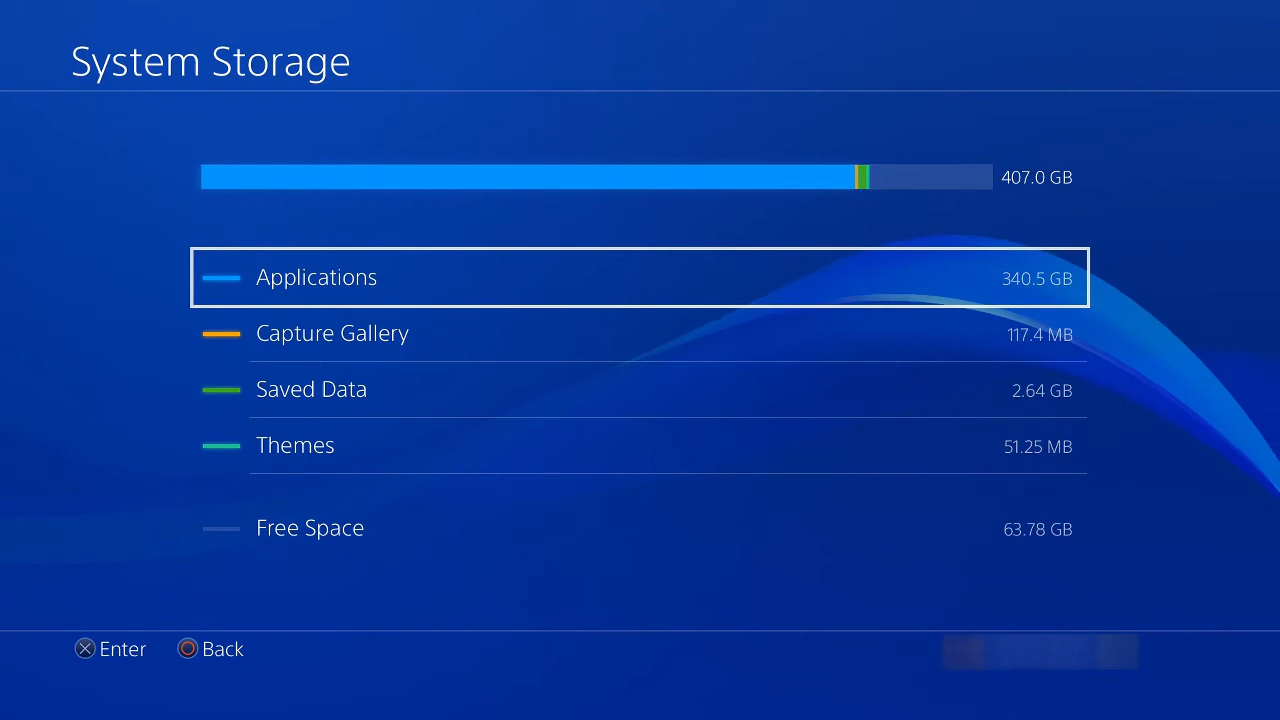 System Storage
407.0 GB
Applications 340.5 GB
Capture Gallery 117.4 MB
Saved Data 2.64 GB
Themes 51.25 MB
Free Space 63.78 GB
Enter Back